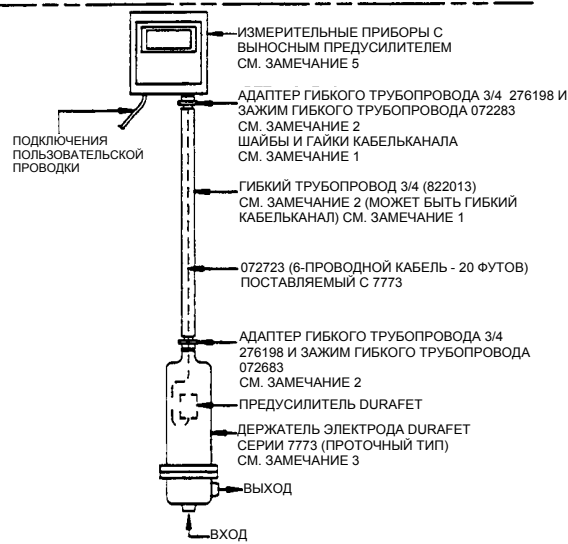 ИЗМЕРИТЕЛЬНЫЕ ПРИБОРЫ С
ВЫНОСНЫМ ПРЕДУСИЛИТЕЛЕМ
СМ. ЗАМЕЧАНИЕ 5
АДАПТЕР ГИБКОГО ТРУБОПРОВОДА 3/4 276198 И
ЗАЖИМ ГИБКОГО ТРУБОПРОВОДА 072283
СМ. ЗАМЕЧАНИЕ 2
ШАЙБЫ И ГАЙКИ КАБЕЛЬКАНАЛА
СМ. ЗАМЕЧАНИЕ 1
ПОДКЛЮЧЕНИЯ
ПОЛЬЗОВАТЕЛЬСКОЙ
ПРОВОДКИ
ГИБКИЙ ТРУБОПРОВОД 3/4 (822013)
СМ. ЗАМЕЧАНИЕ 2 (МОЖЕТ БЫТЬ ГИБКИЙ
КАБЕЛЬКАНАЛ) СМ. ЗАМЕЧАНИЕ 1
072723 (6-ПРОВОДНОЙ КАБЕЛЬ - 20 ФУТОВ)
ПОСТАВЛЯЕМЫЙ С 7773
АДАПТЕР ГИБКОГО ТРУБОПРОВОДА 3/4
276198 И ЗАЖИМ ГИБКОГО ТРУБОПРОВОДА
072683
СМ. ЗАМЕЧАНИЕ 2
ПРЕДУСИЛИТЕЛЬ DURAFET
ДЕРЖАТЕЛЬ ЭЛЕКТРОДА DURAFET
СЕРИИ 7773 (ПРОТОЧНЫЙ ТИП)
СМ. ЗАМЕЧАНИЕ 3
ВЫХОД
ВХОД